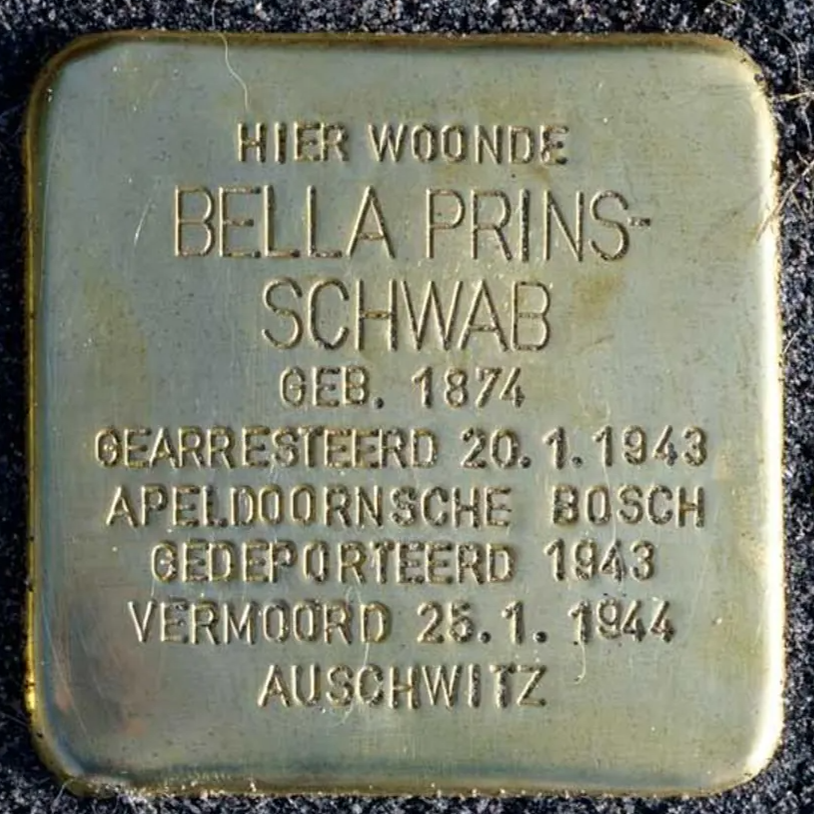 HIER WOONDE
BELLA PRINS-
SCHWAB
GEB. 1874
GEARRESTEERD 20.1.1943
APELDOORNSCHE BOSCH
GEDEPORTEERD 1943
VERMOORD 25.1.1944
AUSCHWITZ